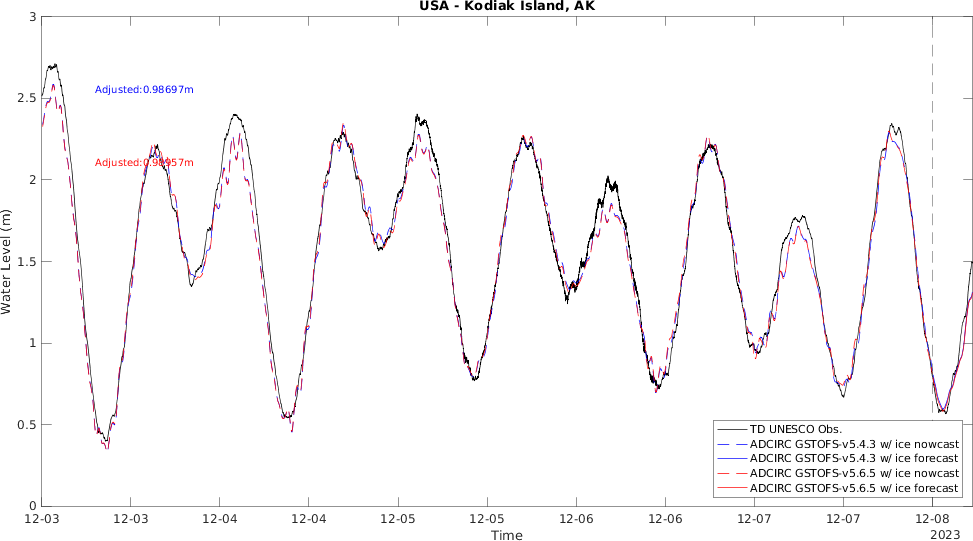 USA - Kodiak Island, AK
3
2.5
2
1.5
1
0.5
0
Water Level (m)
Adjusted:0.98697m
Adjusted:0.98957m
TD UNESCO Obs.
ADCIRC GSTOFS-v5.4.3 w/ ice nowcast
ADCIRC GSTOFS-v5.4.3 w/ ice forecast
ADCIRC GSTOFS-v5.6.5 w/ ice nowcast
ADCIRC GSTOFS-v5.6.5 w/ ice forecast
12-03 12-03 12-04 12-04 12-05 12-05 12-06 12-06 12-07 12-07 12-08
Time 2023